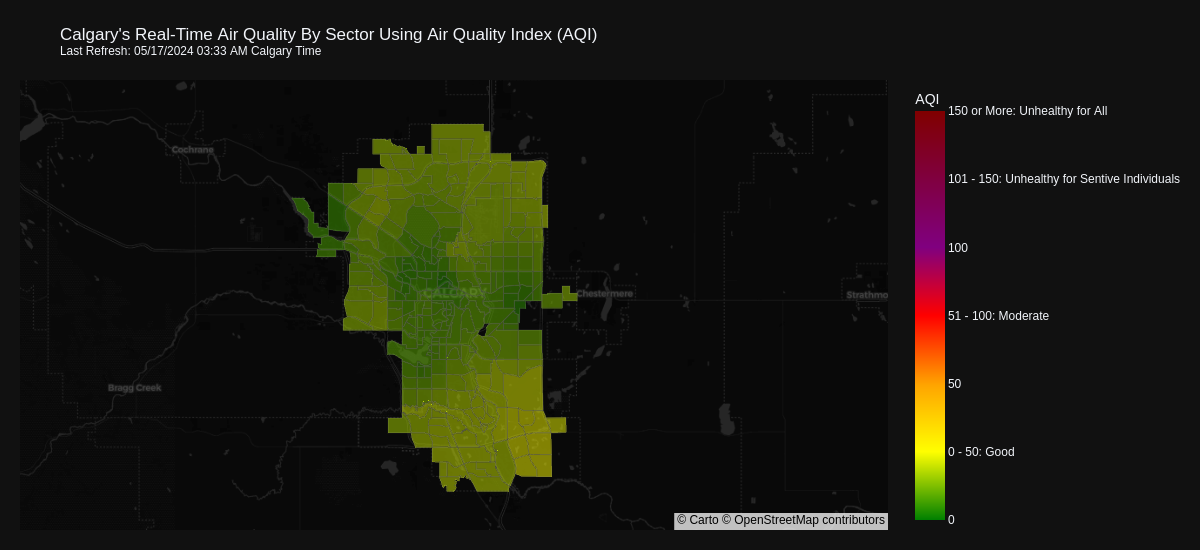 Calgary's Real-Time Air Quality By Sector Using Air Quality Index (AQI)
Last Refresh: 05/17/2024 03:33 AM Calgary Time
AQI
150 or More: Unhealthy for All
101 - 150: Unhealthy for Sentive Individuals
100
51 - 100: Moderate
50
0 - 50: Good
0
Cochrane
CALGARY
Chestermere
Strathmo
Bragg Creek
© Carto © OpenStreetMap contributors